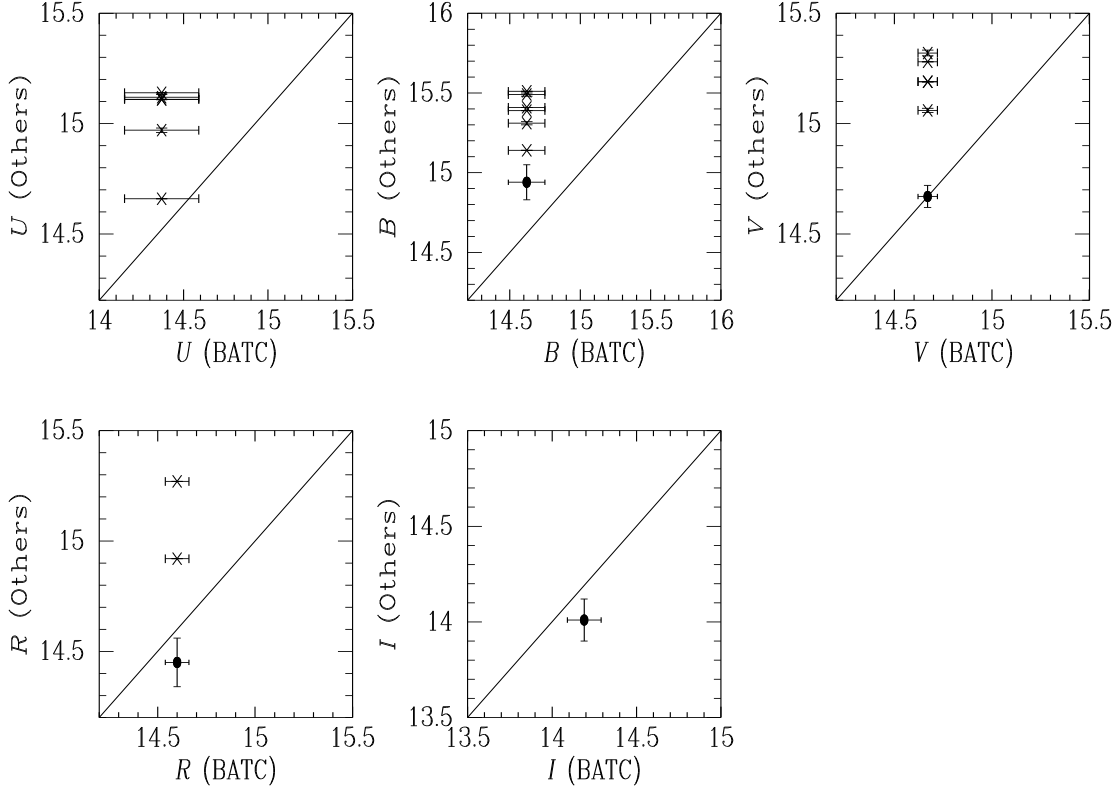 15.5
15
14.5
U (Others)
14 14.5 15 15.5
U (BATC)
16
15.5
15
14.5
B (Others)
14.5 15 15.5 16
B (BATC)
15.5
15
14.5
V (Others)
14.5 15 15.5
V (BATC)
15.5
15
14.5
R (Others)
14.5 15 15.5
R (BATC)
15
14.5
14
13.5
I (Others)
13.5 14 14.5 15
I (BATC)